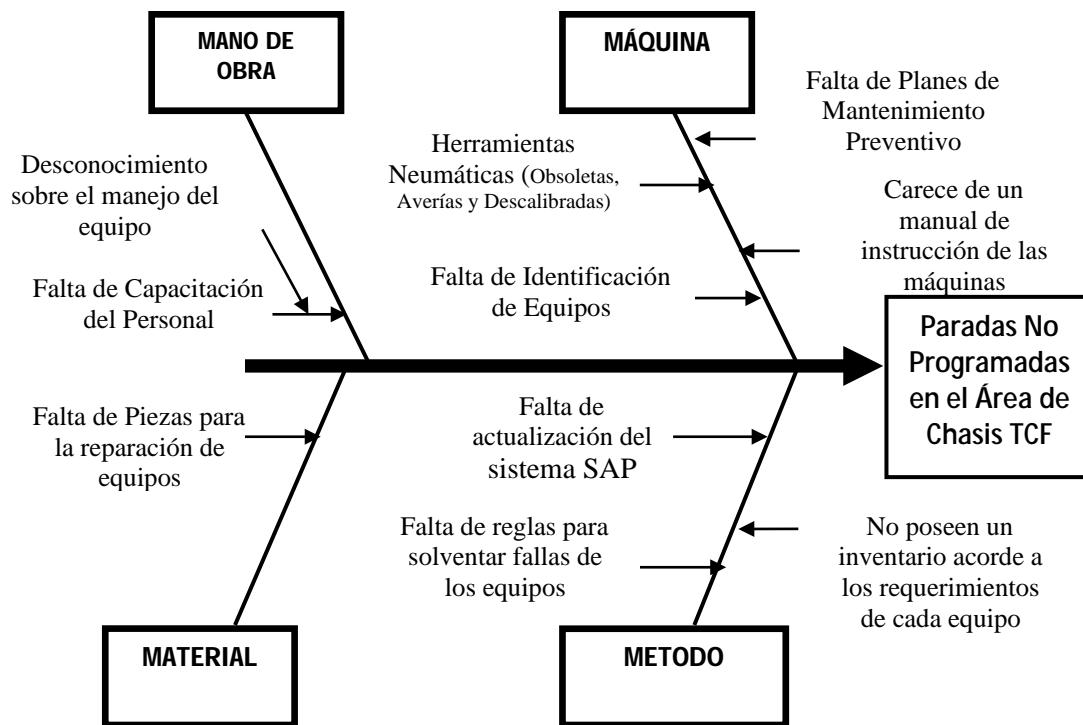 MANO DE
OBRA
MÁQUINA
Falta de Planes de
Mantenimiento
Preventivo
Herramientas
Neumáticas (Obsoletas,
Averías y Descalibradas)
Desconocimiento
sobre el manejo del
equipo
Carece de un
manual de
instrucción de las
máquinas
Falta de Capacitación
del Personal
Falta de Identificación
de Equipos
Paradas No
Programadas
en el Área de
Chasis TCF
Falta de Piezas para
la reparación de
equipos
Falta de
actualización del
sistema SAP
Falta de reglas para
solventar fallas de
los equipos
No poseen un
inventario acorde a
los requerimientos
de cada equipo
MATERIAL
METODO